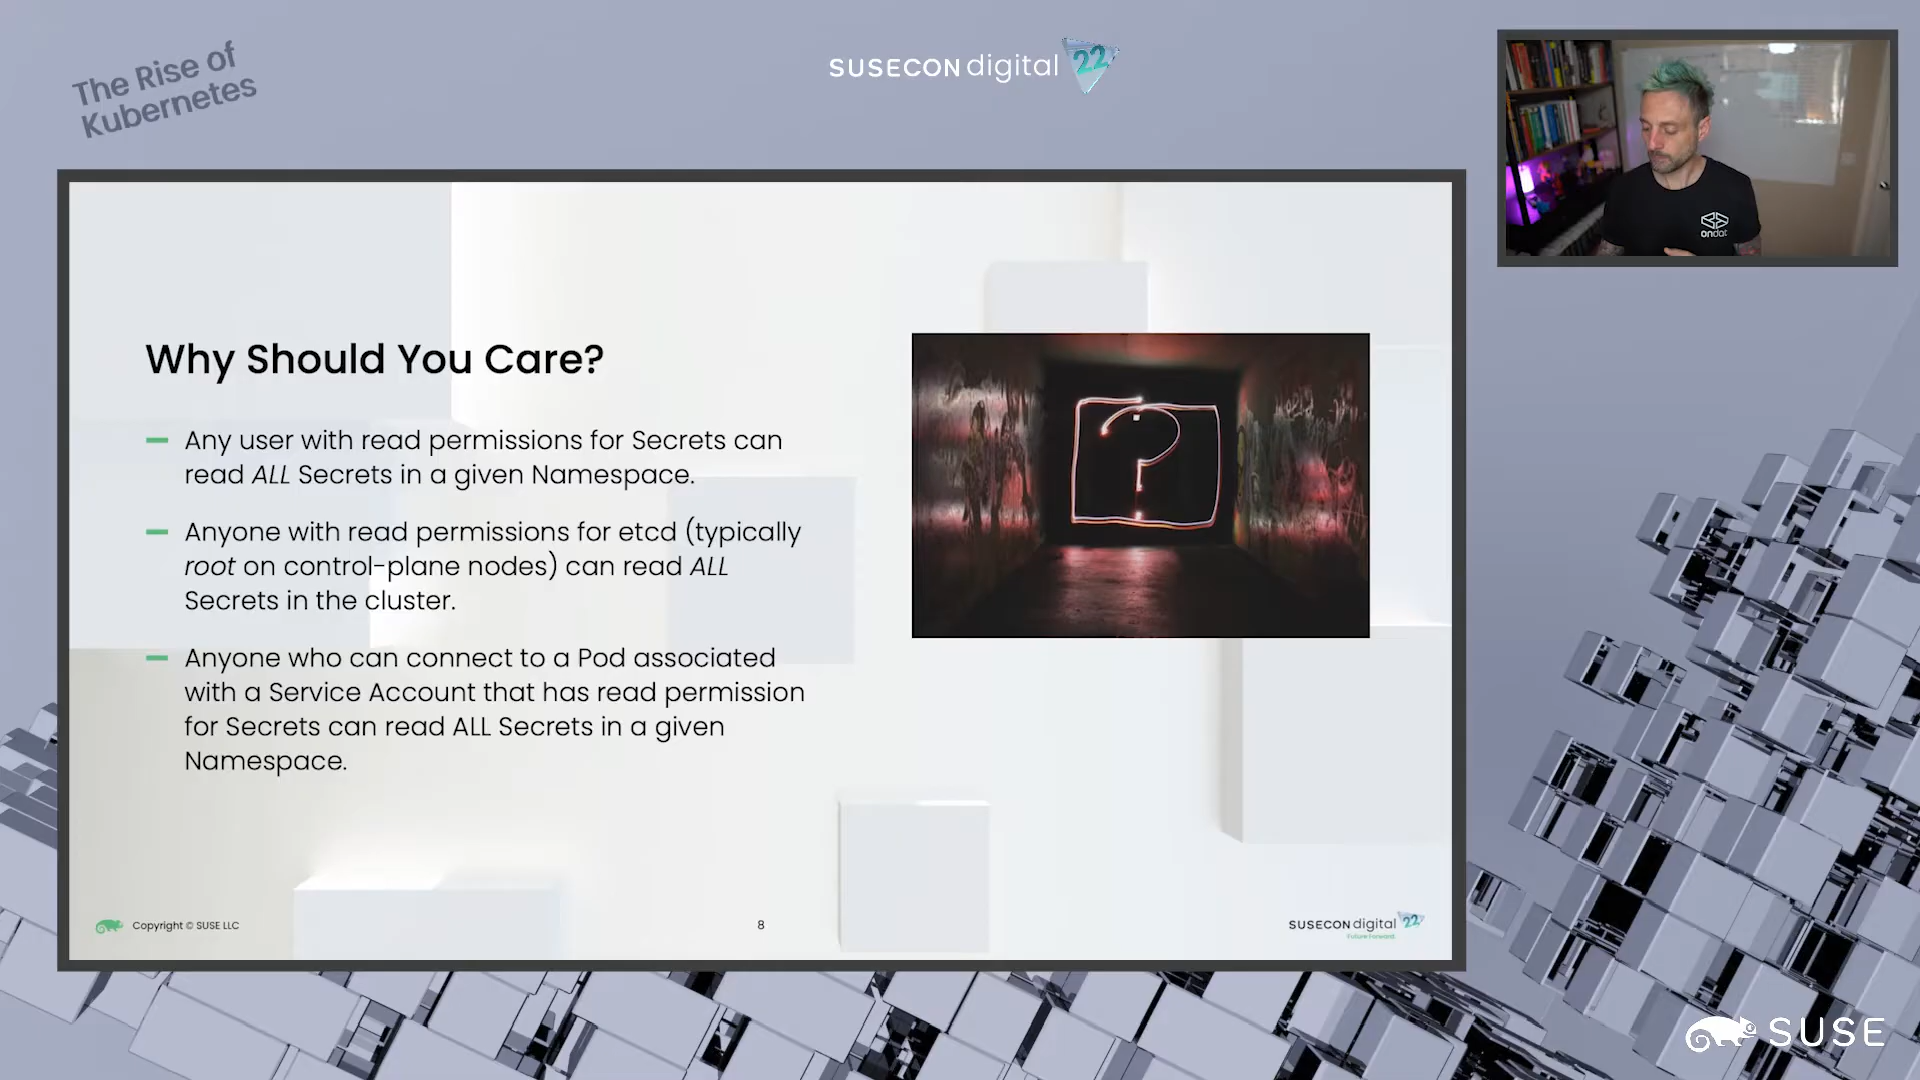 The Rise of
Kubernetes
SUSECON digital 22
ondat
Why Should You Care?
Any user with read permissions for Secrets can
read ALL Secrets in a given Namespace.
Anyone with read permissions for etcd (typically
root on control-plane nodes) can read ALL
Secrets in the cluster.
Anyone who can connect to a Pod associated
with a Service Account that has read permission
for Secrets can read ALL Secrets in a given
Namespace.
?
Copyright © SUSE LLC
8
SUSECON digital 22
Future Forward.
SUSE